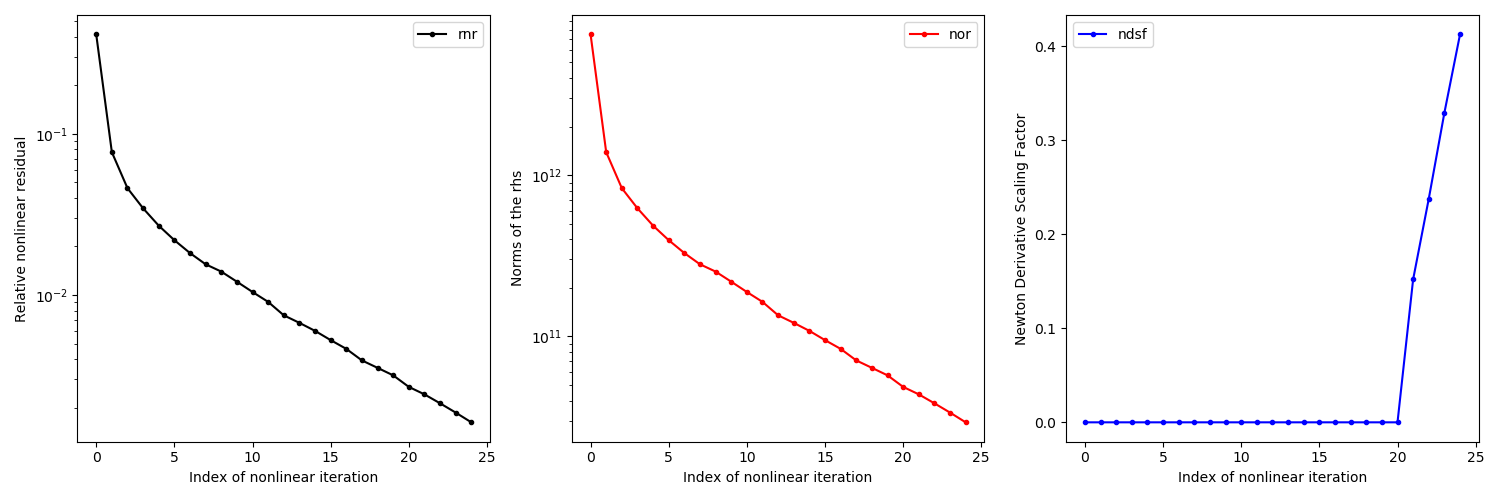 rnr
Relative nonlinear residual
10⁻¹
10⁻²
0 5 10 15 20 25
Index of nonlinear iteration
nor
Norms of the rhs
10¹²
10¹¹
0 5 10 15 20 25
Index of nonlinear iteration
ndsf
Newton Derivative Scaling Factor
0.4
0.3
0.2
0.1
0.0
0 5 10 15 20 25
Index of nonlinear iteration